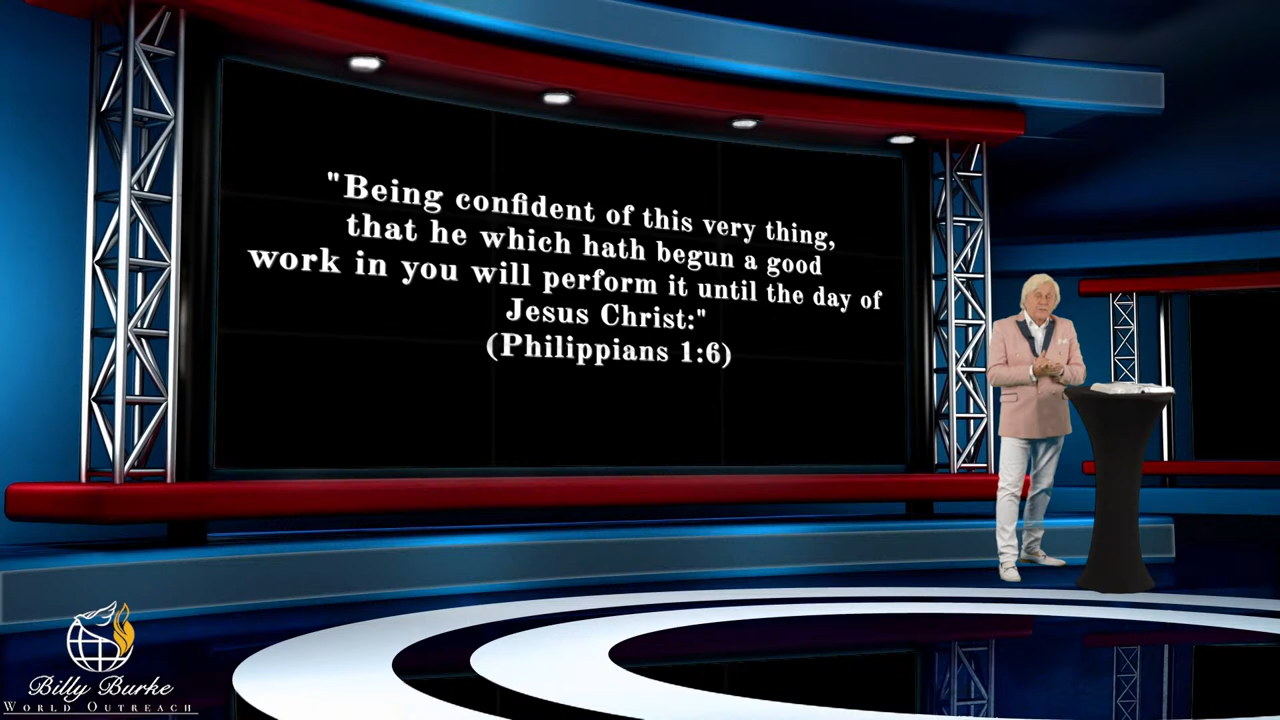 "Being confident of this very thing,
that he which hath begun a good
work in you will perform it until the day of
Jesus Christ:"
(Philippians 1:6)
Billy Burke
WORLD OUTREACH